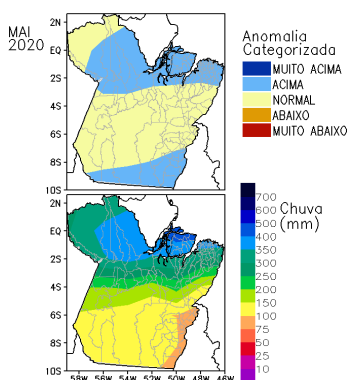 MAI
2020
2N
EQ
2S
4S
6S
8S
10S
Anomalia
Categorizada
MUITO ACIMA
ACIMA
NORMAL
ABAIXO
MUITO ABAIXO
2N
EQ
2S
4S
6S
8S
10S
58W 56W 54W 52W 50W 48W 46W
Chuva
(mm)
700
600
500
400
350
300
250
200
150
100
75
50
25
10